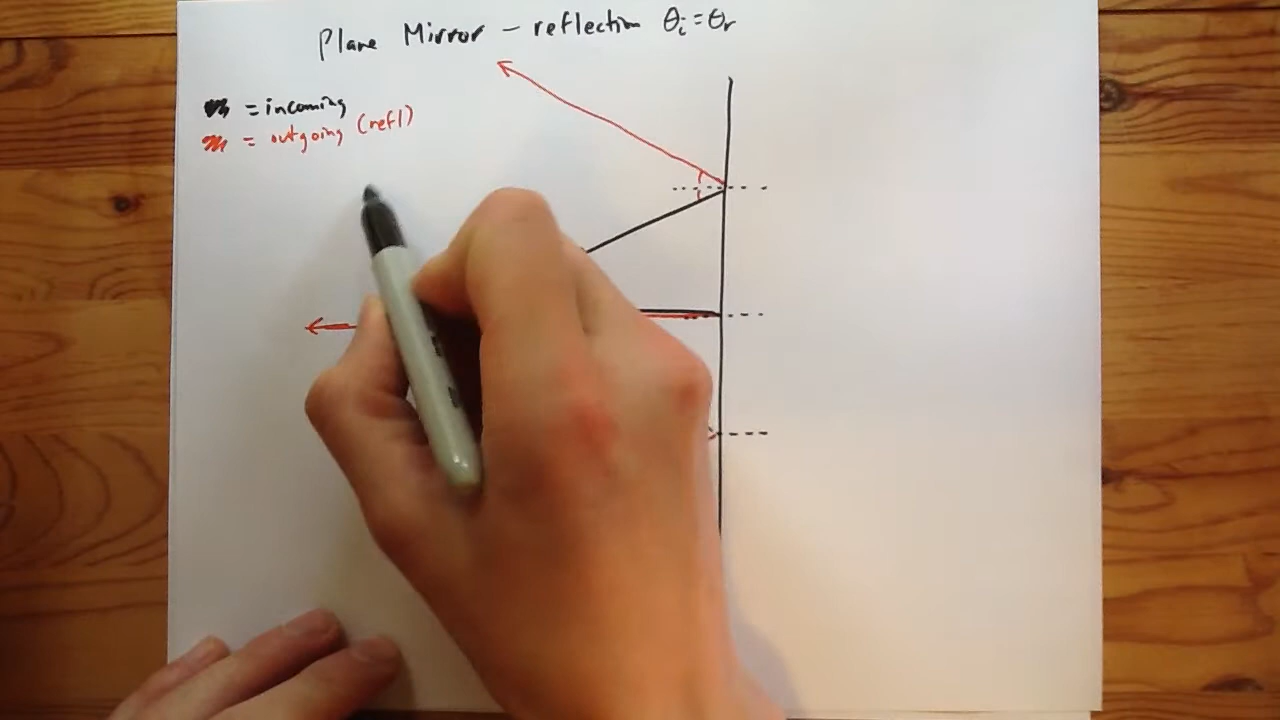 Plane Mirror - reflection θi = θr
= incoming
= outgoing (refl)